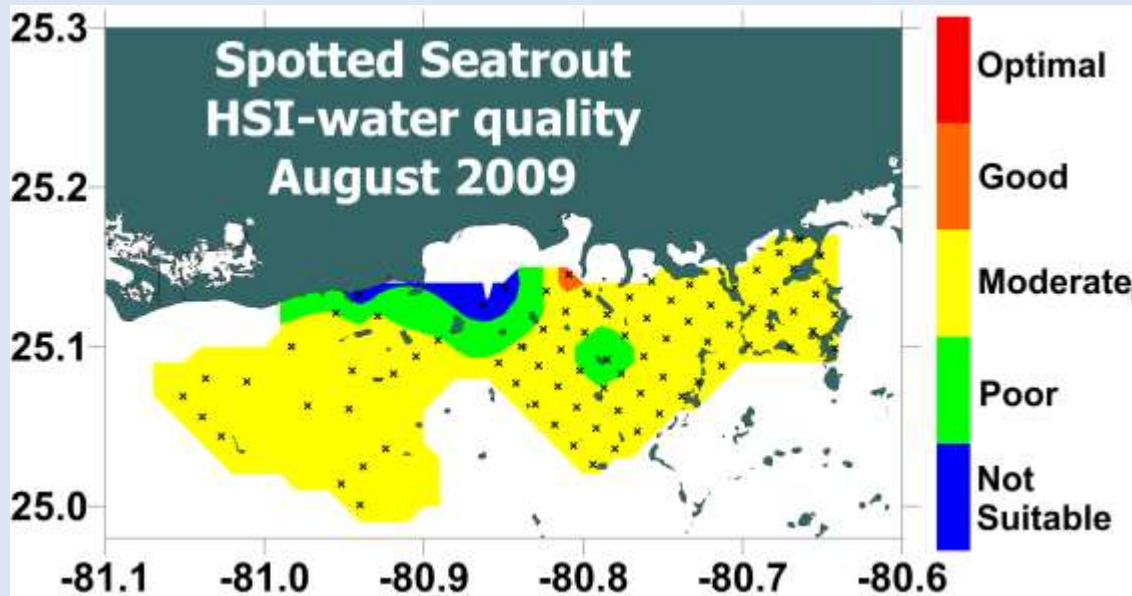 Spotted Seatrout
HSI-water quality
August 2009
25.3
25.2
25.1
25.0
-81.1 -81.0 -80.9 -80.8 -80.7 -80.6
Optimal
Good
Moderate
Poor
Not
Suitable